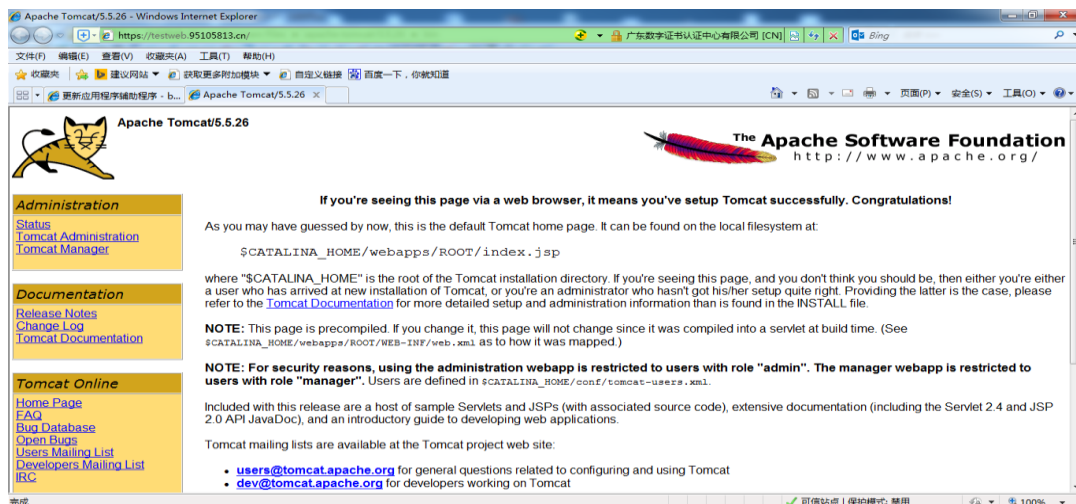 Apache Tomcat/5.5.26 - Windows Internet Explorer
https://testweb.95105813.cn/
广东数字证书认证中心有限公司 [CN]
Bing
文件(F) 编辑(E) 查看(V) 收藏夹(A) 工具(T) 帮助(H)
收藏夹 建议网站 获取更多附加模块 自定义链接 百度一下，你就知道
更新应用程序辅助程序 - b... Apache Tomcat/5.5.26 页面(P) 安全(S) 工具(O)
Apache Tomcat/5.5.26
The Apache Software Foundation
http://www.apache.org/
Administration
Status
Tomcat Administration
Tomcat Manager
Documentation
Release Notes
Change Log
Tomcat Documentation
Tomcat Online
Home Page
FAQ
Bug Database
Open Bugs
Users Mailing List
Developers Mailing List
IRC
If you're seeing this page via a web browser, it means you've setup Tomcat successfully. Congratulations!
As you may have guessed by now, this is the default Tomcat home page. It can be found on the local filesystem at:
$CATALINA_HOME/webapps/ROOT/index.jsp
where "$CATALINA_HOME" is the root of the Tomcat installation directory. If you're seeing this page, and you don't think you should be, then either you're either
a user who has arrived at new installation of Tomcat, or you're an administrator who hasn't got his/her setup quite right. Providing the latter is the case, please
refer to the Tomcat Documentation for more detailed setup and administration information than is found in the INSTALL file.
NOTE: This page is precompiled. If you change it, this page will not change since it was compiled into a servlet at build time. (See
$CATALINA_HOME/webapps/ROOT/WEB-INF/web.xml as to how it was mapped.)
NOTE: For security reasons, using the administration webapp is restricted to users with role "admin". The manager webapp is restricted to
users with role "manager". Users are defined in $CATALINA_HOME/conf/tomcat-users.xml.
Included with this release are a host of sample Servlets and JSPs (with associated source code), extensive documentation (including the Servlet 2.4 and JSP
2.0 API JavaDoc), and an introductory guide to developing web applications.
Tomcat mailing lists are available at the Tomcat project web site:
• users@tomcat.apache.org for general questions related to configuring and using Tomcat
• dev@tomcat.apache.org for developers working on Tomcat
完成 可信站点 | 保护模式: 禁用 100%